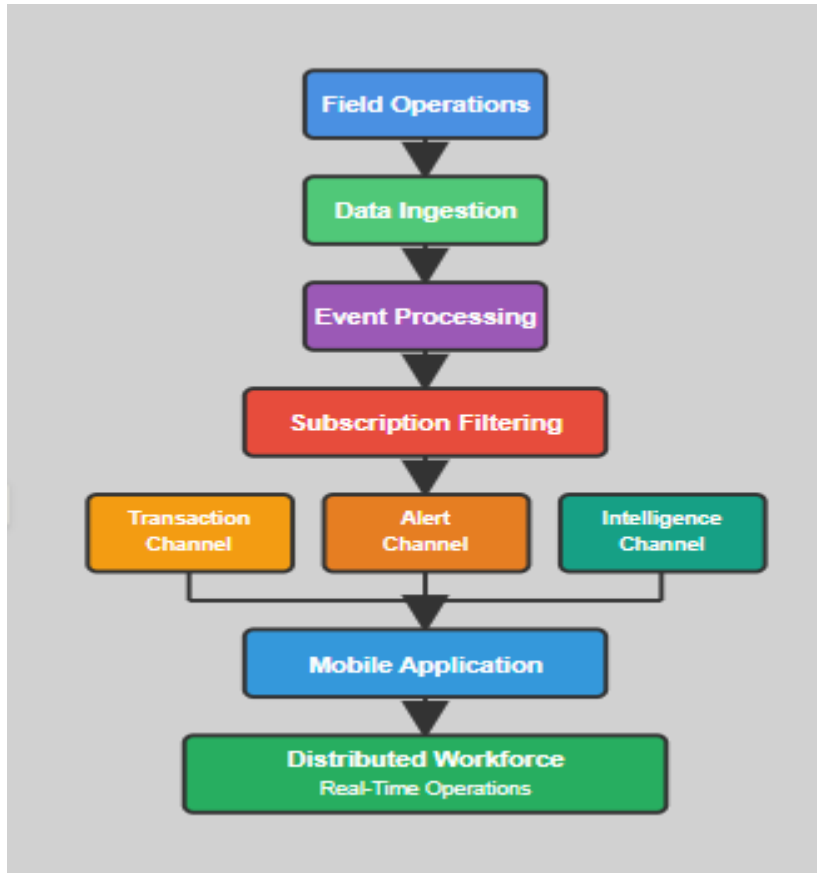 Field Operations
Data Ingestion
Event Processing
Subscription Filtering
Transaction
Channel
Alert
Channel
Intelligence
Channel
Mobile Application
Distributed Workforce
Real-Time Operations